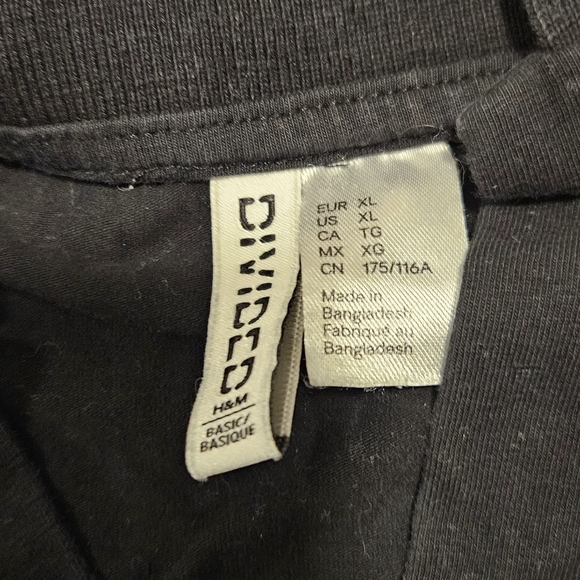 DIVIDED
H&M
BASIC/
BASIQUE
EUR XL
US XL
CA TG
MX XG
CN 175/116A
Made in
Bangladesh
Fabriqué au
Bangladesh